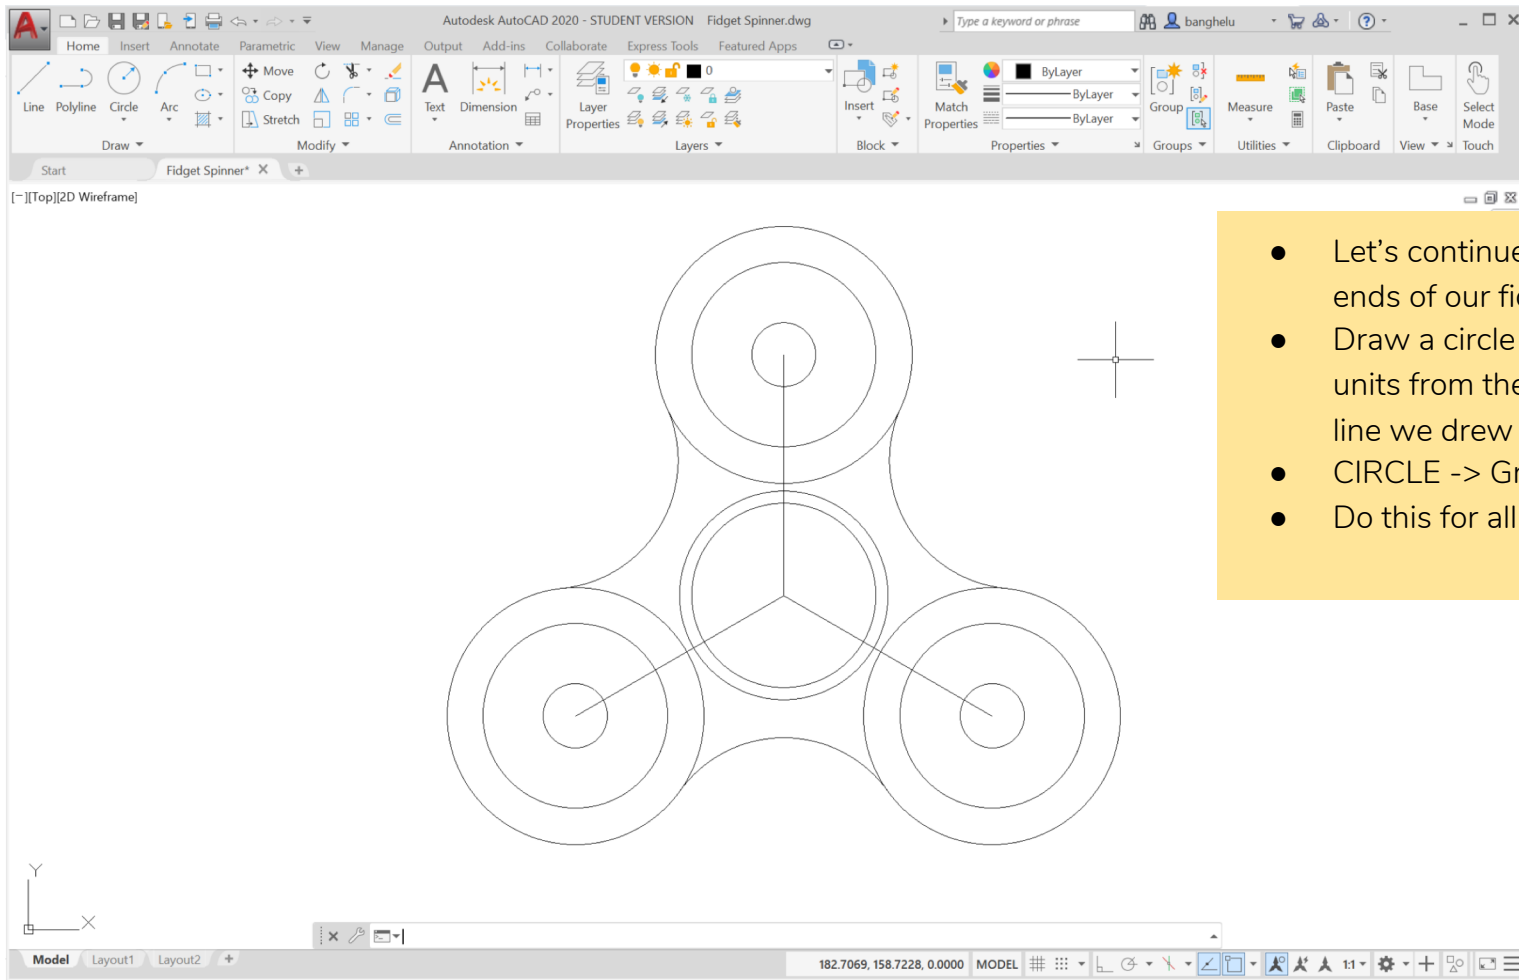 Autodesk AutoCAD 2020 - STUDENT VERSION Fidget Spinner.dwg
Type a keyword or phrase
banghelu
Home Insert Annotate Parametric View Manage Output Add-ins Collaborate Express Tools Featured Apps
Line Polyline Circle Arc
Move
Copy
Stretch
Text Dimension
Layer
Properties
0
Insert
Match
Properties
ByLayer
ByLayer
ByLayer
Group
Measure
Paste
Base
Select
Mode
Draw Modify Annotation Layers Block Properties Groups Utilities Clipboard View Touch
Start Fidget Spinner* +
[−][Top][2D Wireframe]
● Let's continue
ends of our fi
● Draw a circle
units from the
line we drew
● CIRCLE -> Gr
● Do this for all
Y
X
Model Layout1 Layout2 +
182.7069, 158.7228, 0.0000 MODEL 1:1